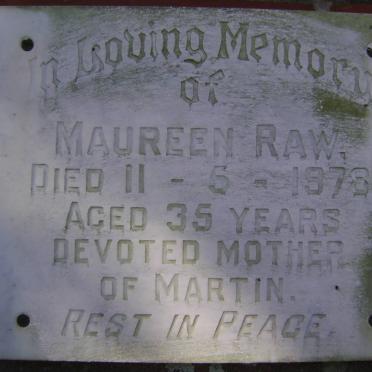 In Loving Memory
of
MAUREEN RAW.
DIED 11 - 5 - 1978
AGED 35 YEARS
DEVOTED MOTHER
OF MARTIN.
REST IN PEACE.